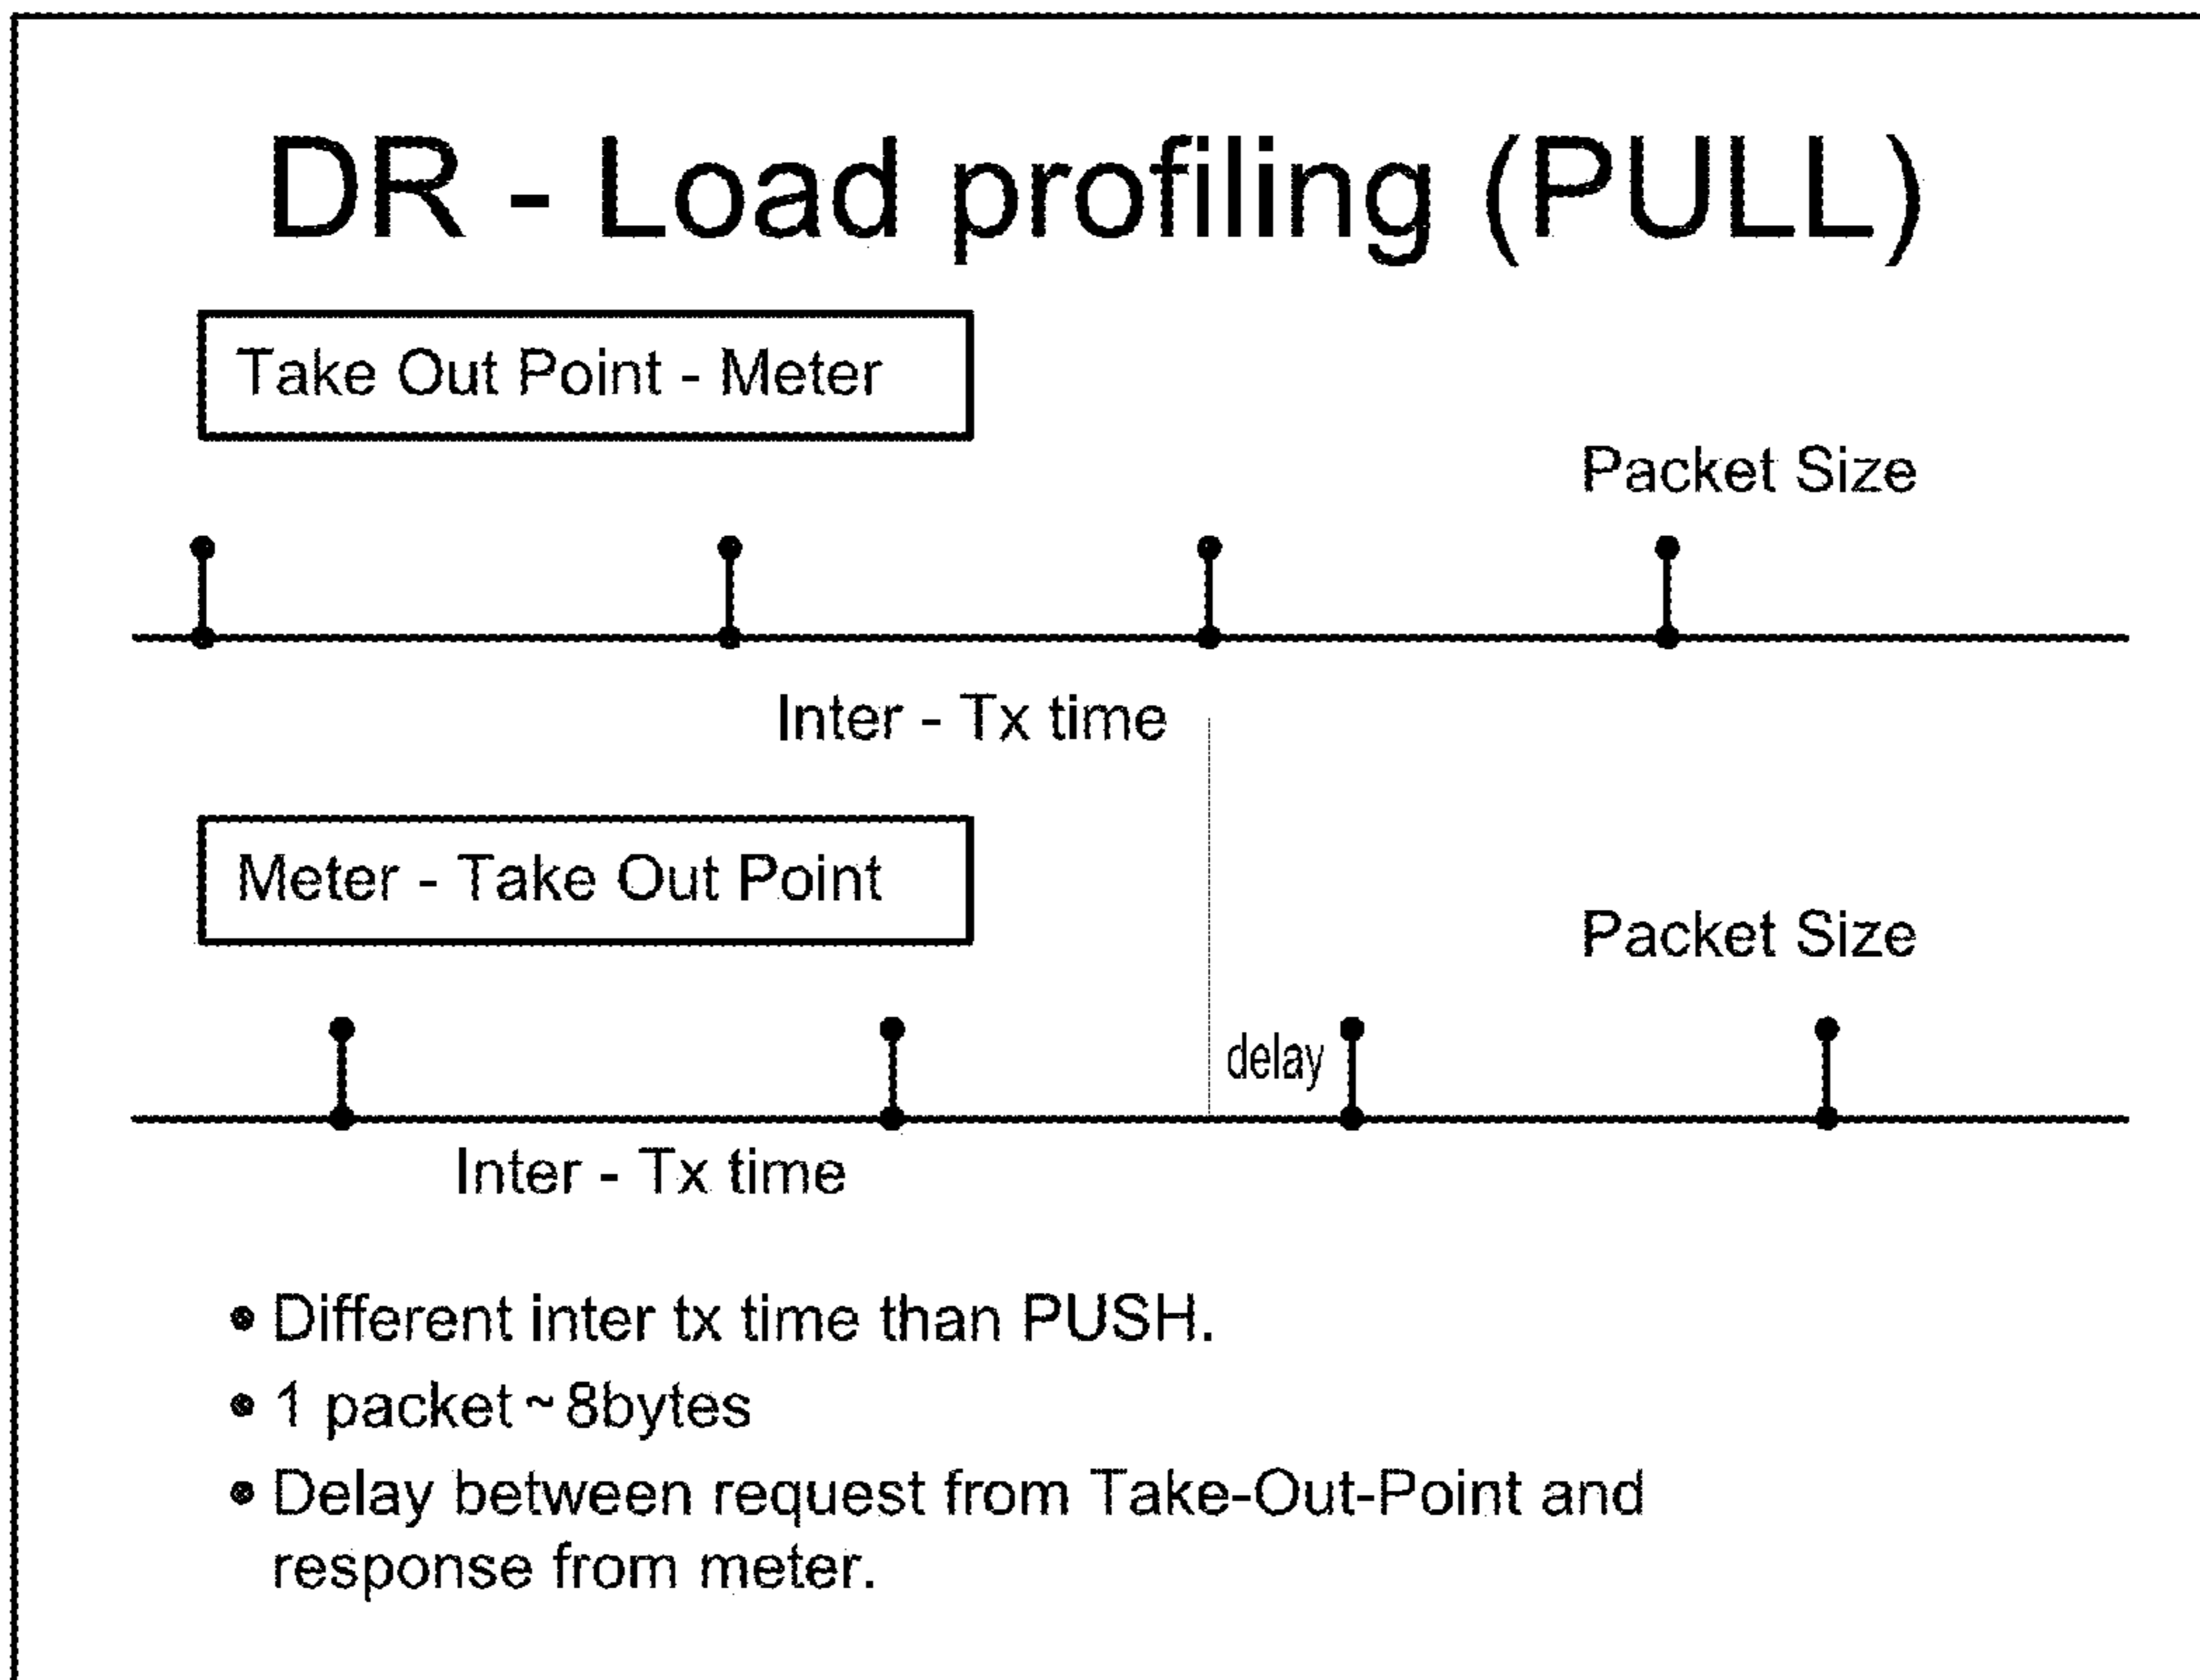 DR - Load profiling (PULL)
Take Out Point - Meter
Packet Size
Inter - Tx time
Meter - Take Out Point
Packet Size
delay
Inter - Tx time
• Different inter tx time than PUSH.
• 1 packet ~ 8bytes
• Delay between request from Take-Out-Point and
response from meter.